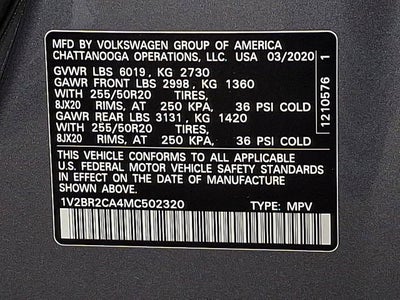 MFD BY VOLKSWAGEN GROUP OF AMERICA
CHATTANOOGA OPERATIONS, LLC. USA 03/2020
GVWR LBS 6019, KG 2730
GAWR FRONT LBS 2998, KG 1360
WITH 255/50R20 TIRES,
8JX20 RIMS, AT 250 KPA, 36 PSI COLD
GAWR REAR LBS 3131, KG 1420
WITH 255/50R20 TIRES,
8JX20 RIMS, AT 250 KPA, 36 PSI COLD
THIS VEHICLE CONFORMS TO ALL APPLICABLE
U.S. FEDERAL MOTOR VEHICLE SAFETY STANDARDS
IN EFFECT ON THE DATE OF MANUFACTURE
SHOWN ABOVE.
1V2BR2CA4MC502320 TYPE: MPV
1210576 1